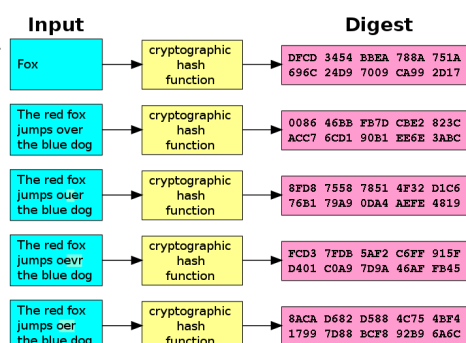 Input
Digest
Fox
cryptographic
hash
function
DFCD 3454 BBEA 788A 751A
696C 24D9 7009 CA99 2D17
The red fox
jumps over
the blue dog
cryptographic
hash
function
0086 46BB FB7D CBE2 823C
ACC7 6CD1 90B1 EE6E 3ABC
The red fox
jumps ouer
the blue dog
cryptographic
hash
function
8FD8 7558 7851 4F32 D1C6
76B1 79A9 0DA4 AEFE 4819
The red fox
jumps oevr
the blue dog
cryptographic
hash
function
FCD3 7FDB 5AF2 C6FF 915F
D401 C0A9 7D9A 46AF FB45
The red fox
jumps oer
the blue dog
cryptographic
hash
function
8ACA D682 D588 4C75 4BF4
1799 7D88 BCF8 92B9 6A6C